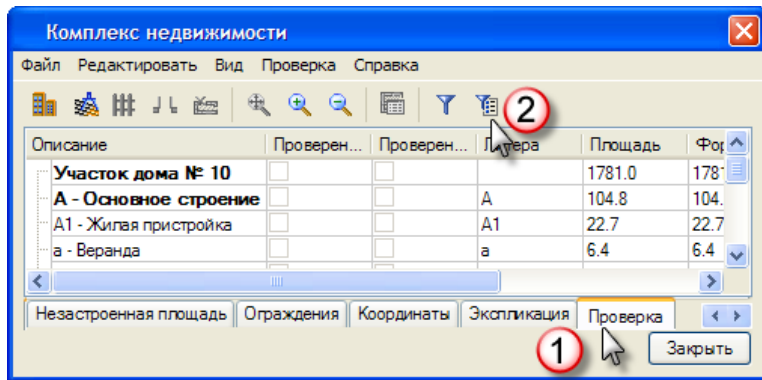 Комплекс недвижимости
Файл Редактировать Вид Проверка Справка
2
Описание Проверен... Проверен... Площадь
Участок дома № 10 1781.0 178
А - Основное строение А 104.8 104.
А1 - Жилая пристройка А1 22.7 22.7
а - Веранда а 6.4 6.4
Незастроенная площадь Ограждения Координаты Экспликация Проверка
1 Закрыть